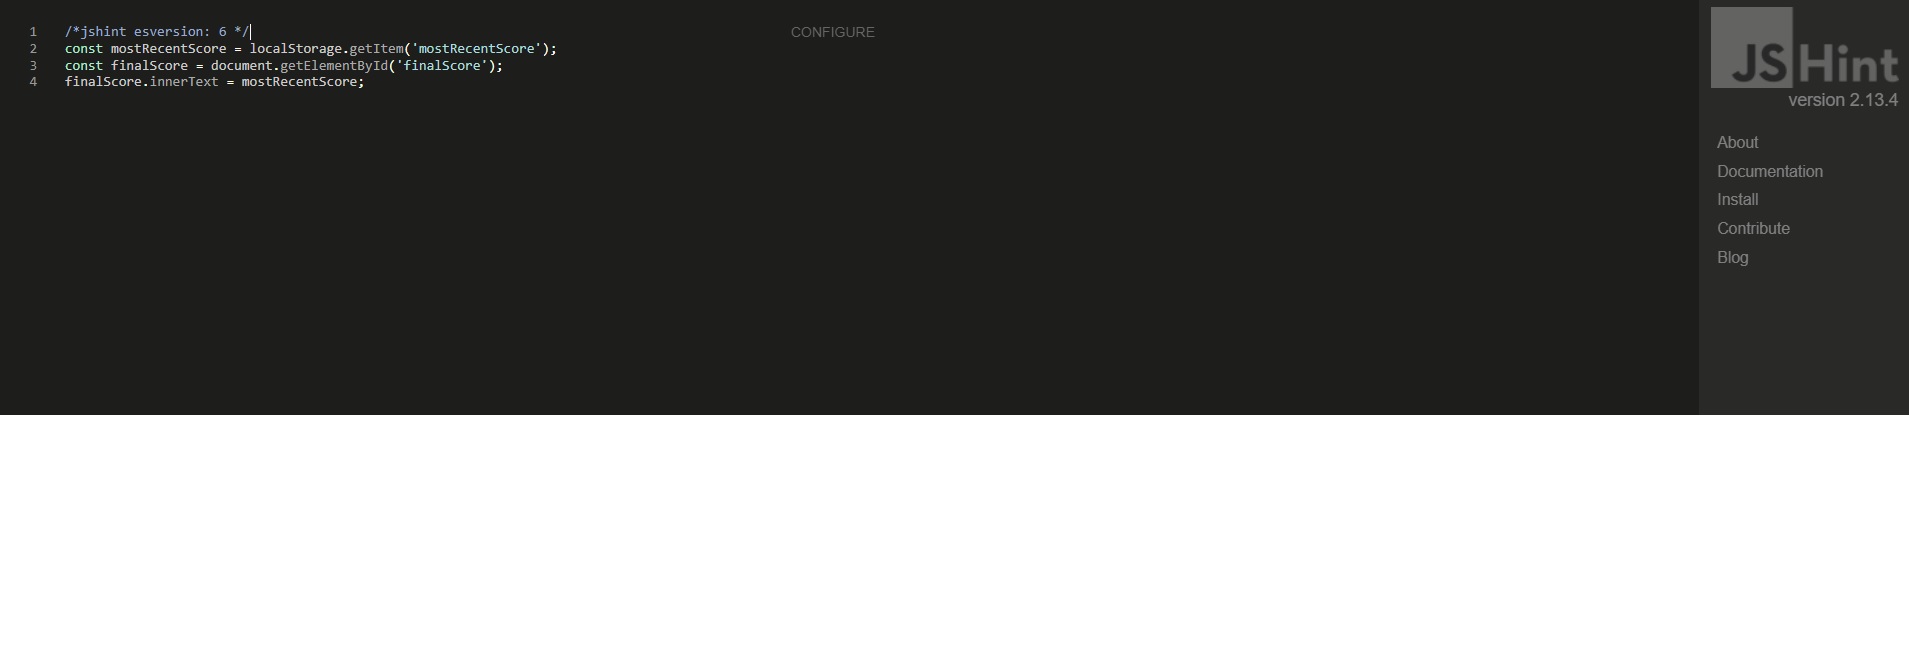 1 /*jshint esversion: 6 */
2 const mostRecentScore = localStorage.getItem('mostRecentScore');
3 const finalScore = document.getElementById('finalScore');
4 finalScore.innerText = mostRecentScore;
CONFIGURE
JSHint
version 2.13.4
About
Documentation
Install
Contribute
Blog